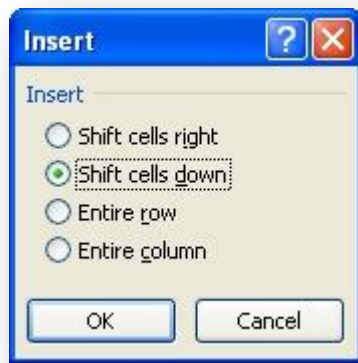 Insert
?
Insert
Shift cells right
Shift cells down
Entire row
Entire column
OK Cancel